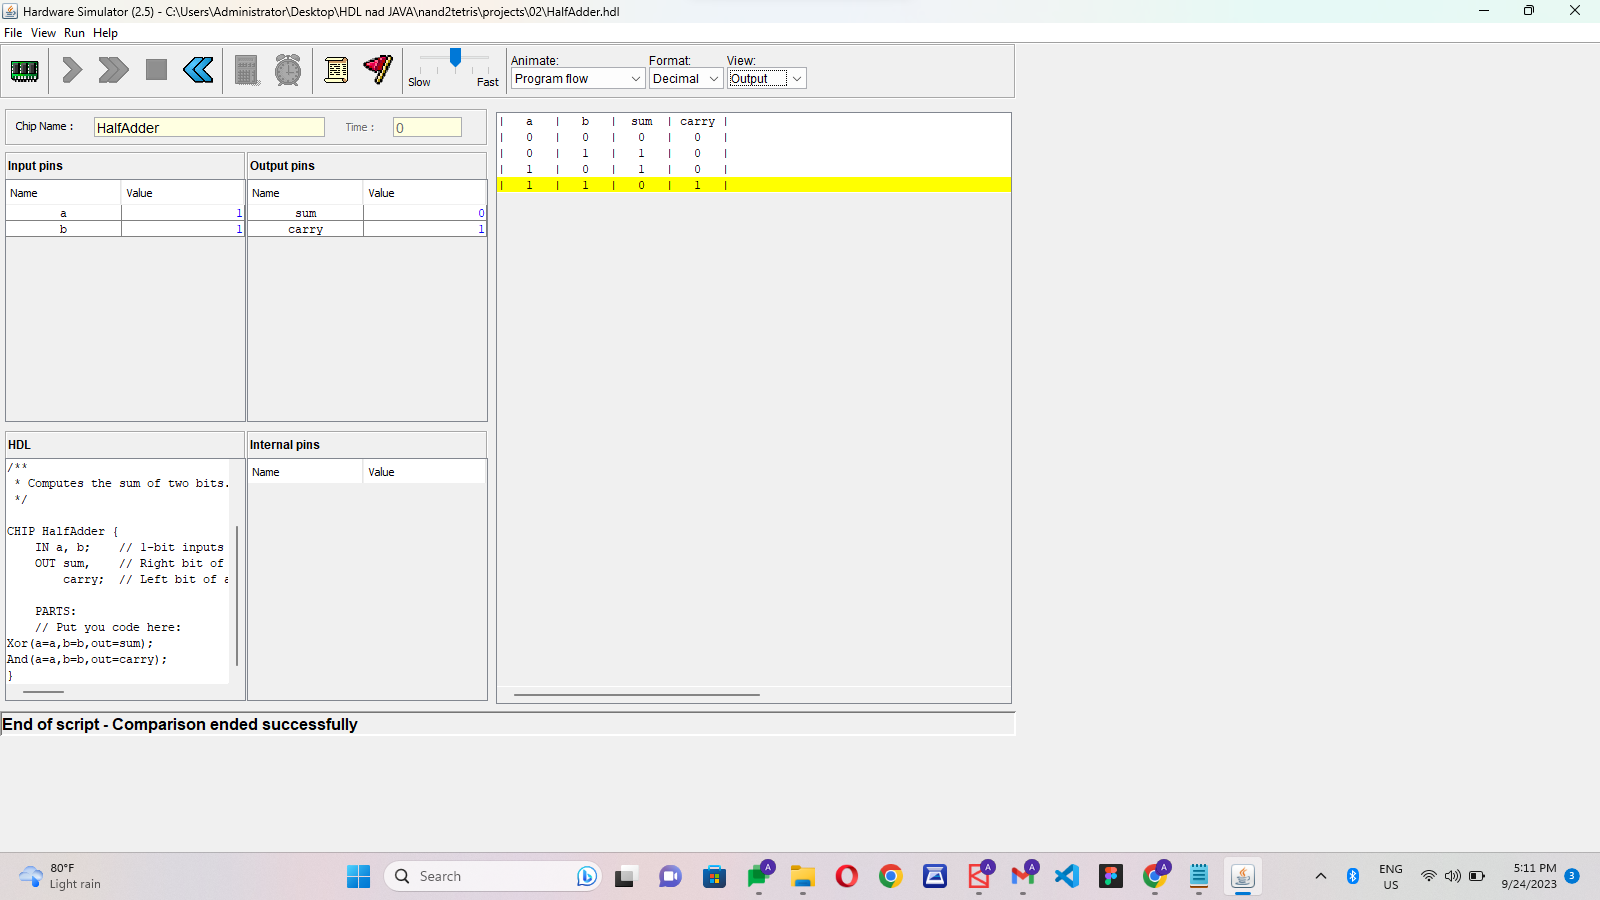 Hardware Simulator (2.5) - C:\Users\Administrator\Desktop\HDL nad JAVA\nand2tetris\projects\02\HalfAdder.hdl
File View Run Help
Slow Fast
Animate: Format: View:
Program flow Decimal Output
Chip Name : HalfAdder Time : 0
Input pins Output pins
Name Value Name Value
a 1 sum 0
b 1 carry 1
HDL Internal pins
Name Value
/**
* Computes the sum of two bits.
*/
CHIP HalfAdder {
IN a, b; // 1-bit inputs
OUT sum, // Right bit of
carry; // Left bit of a
PARTS:
// Put you code here:
Xor(a=a,b=b,out=sum);
And(a=a,b=b,out=carry);
}
| a | b | sum | carry |
| 0 | 0 | 0 | 0 |
| 0 | 1 | 1 | 0 |
| 1 | 0 | 1 | 0 |
| 1 | 1 | 0 | 1 |
End of script - Comparison ended successfully
80°F
Light rain
Search
A
A
A
A
ENG
US
5:11 PM
9/24/2023
3